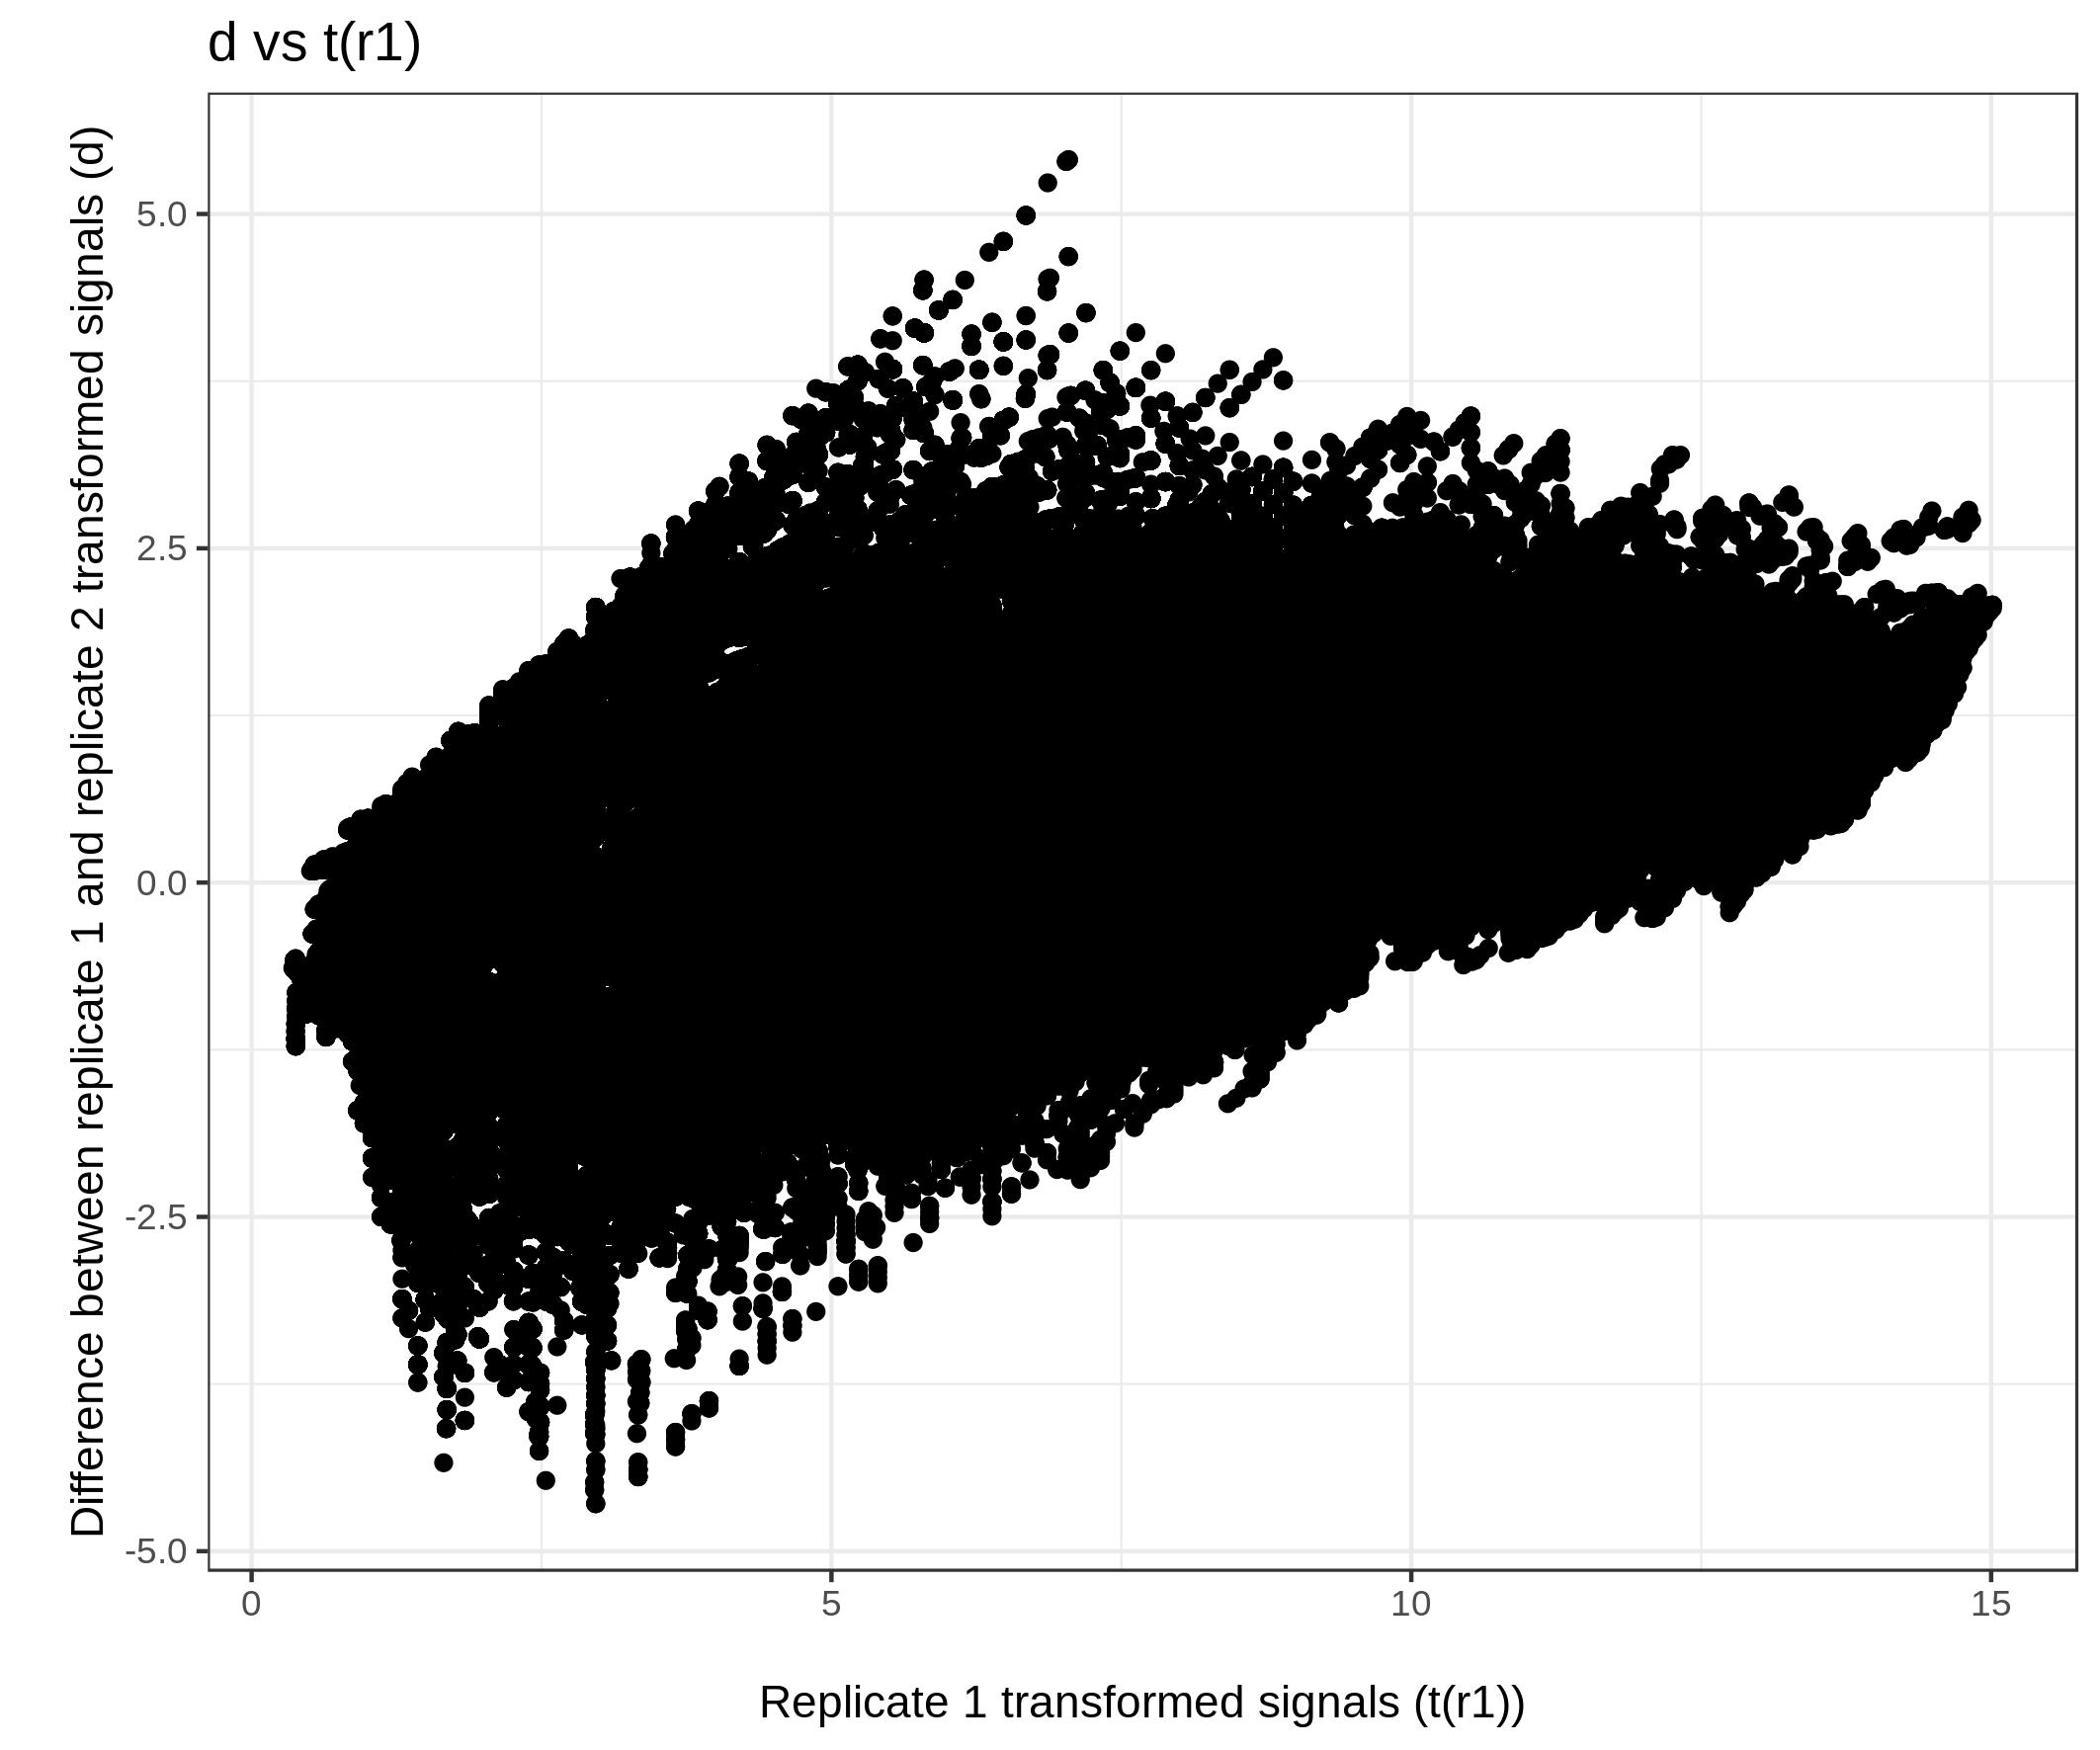 d vs t(r1)
Difference between replicate 1 and replicate 2 transformed signals (d)
5.0
2.5
0.0
-2.5
-5.0
0 5 10 15
Replicate 1 transformed signals (t(r1))